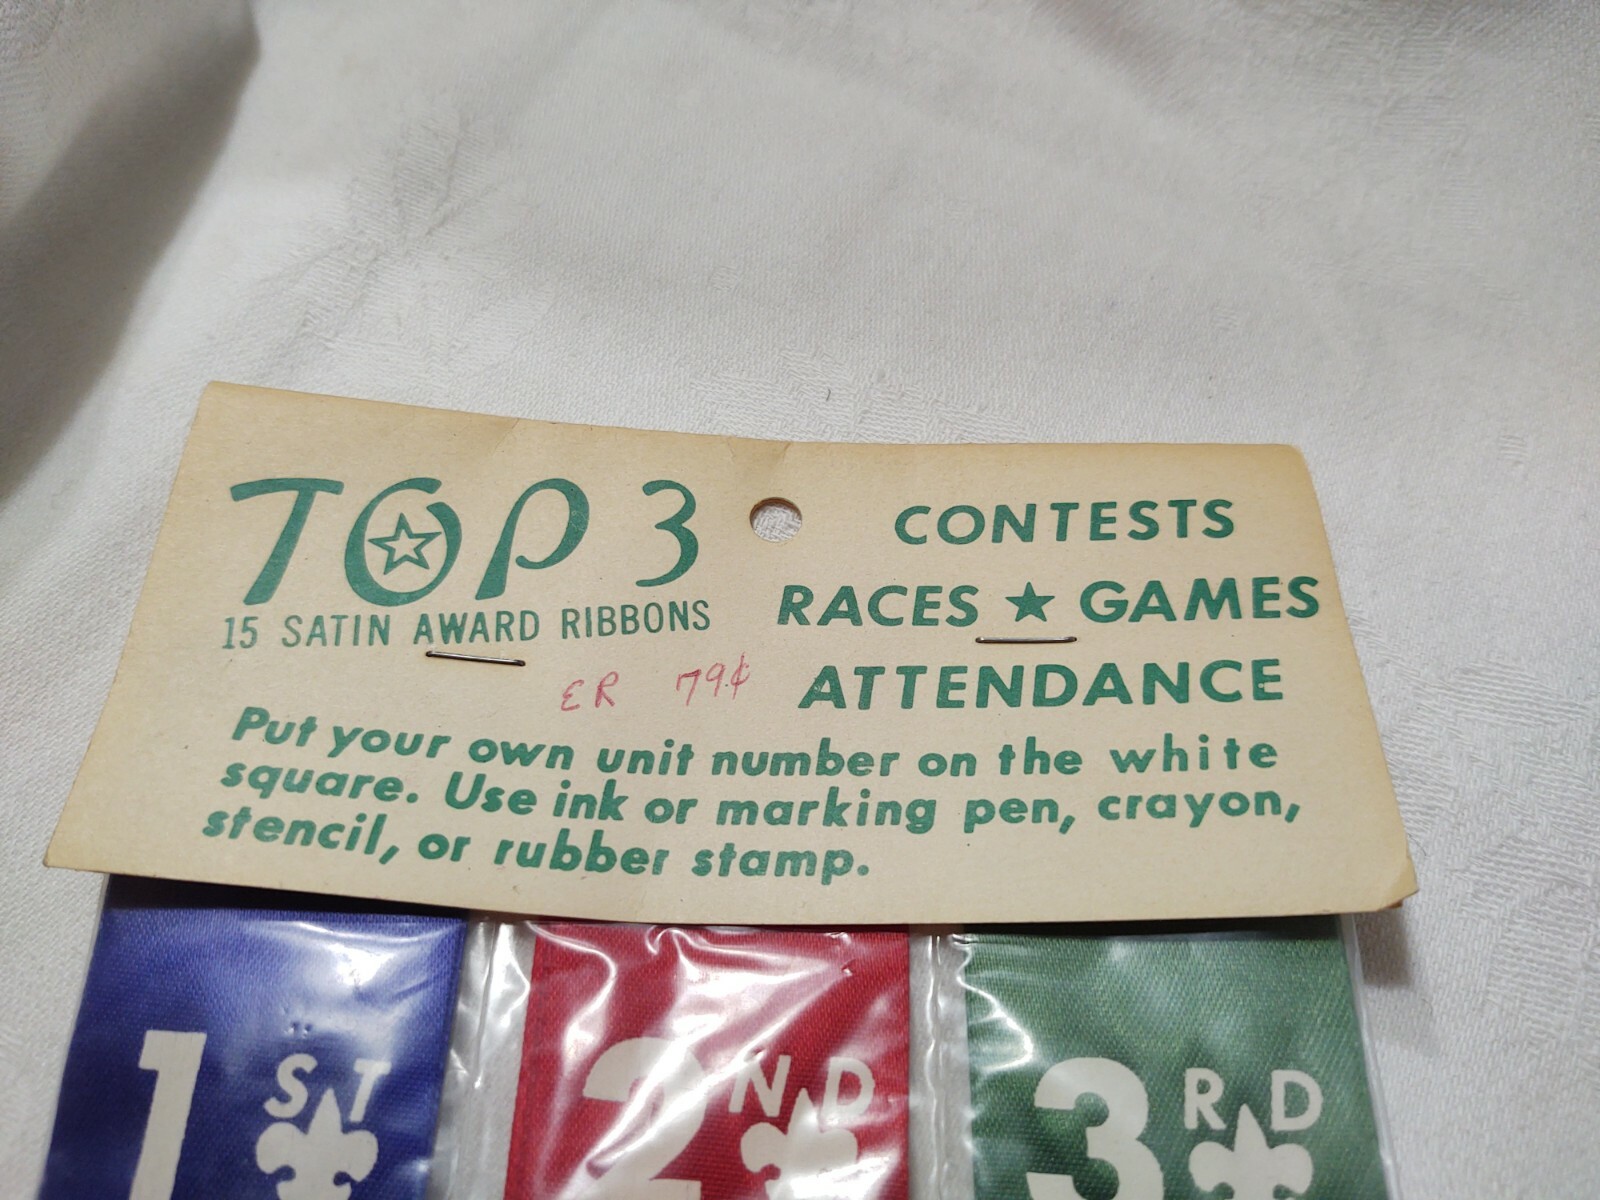 TOP 3
15 SATIN AWARD RIBBONS
CONTESTS
RACES ★ GAMES
ATTENDANCE
ER 79¢
Put your own unit number on the white
square. Use ink or marking pen, crayon,
stencil, or rubber stamp.
1ST
2ND
3RD